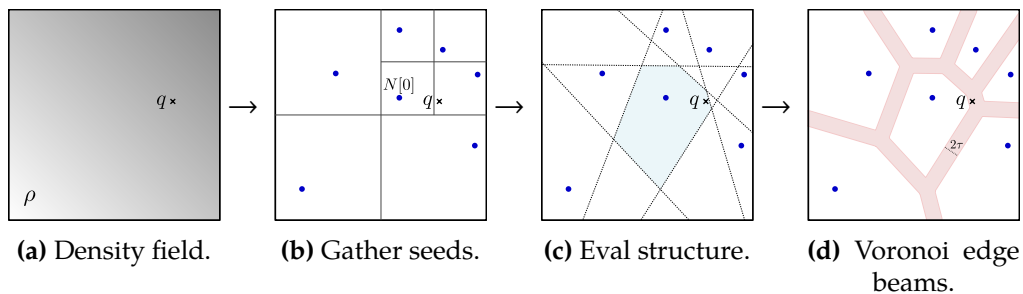 q
ρ
N[0]
q
q
q
2τ
(a) Density field.
(b) Gather seeds.
(c) Eval structure.
(d) Voronoi edge
beams.